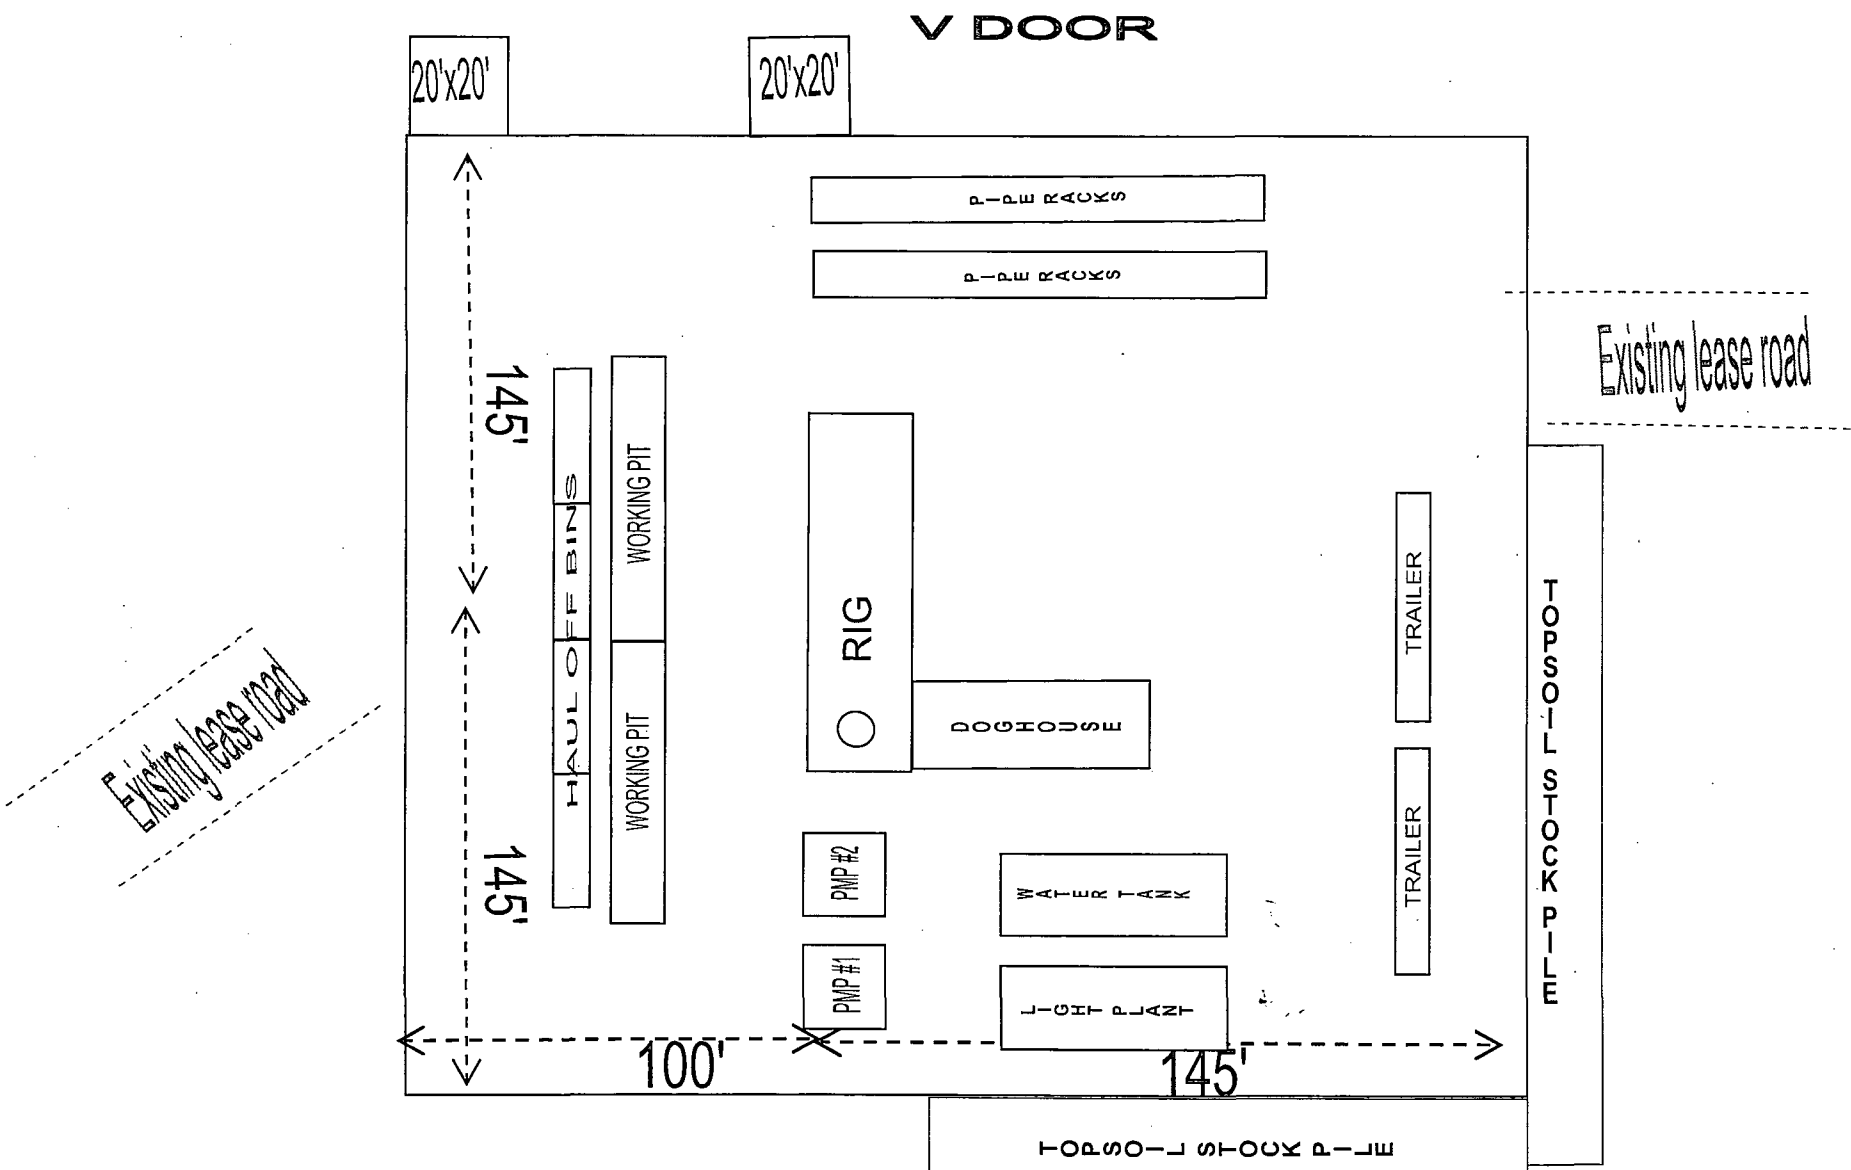 V DOOR
20'x20'
20'x20'
PIPE RACKS
PIPE RACKS
Existing lease road
145'
HAUL OFF BINS
WORKING PIT
RIG
TRAILER
TOPSOIL STOCK PILE
Existing lease road
WORKING PIT
DOGHOUSE
145'
PMP #2
WATER TANK
TRAILER
PMP #1
LIGHT PLANT
100'
145'
TOPSOIL STOCK PILE